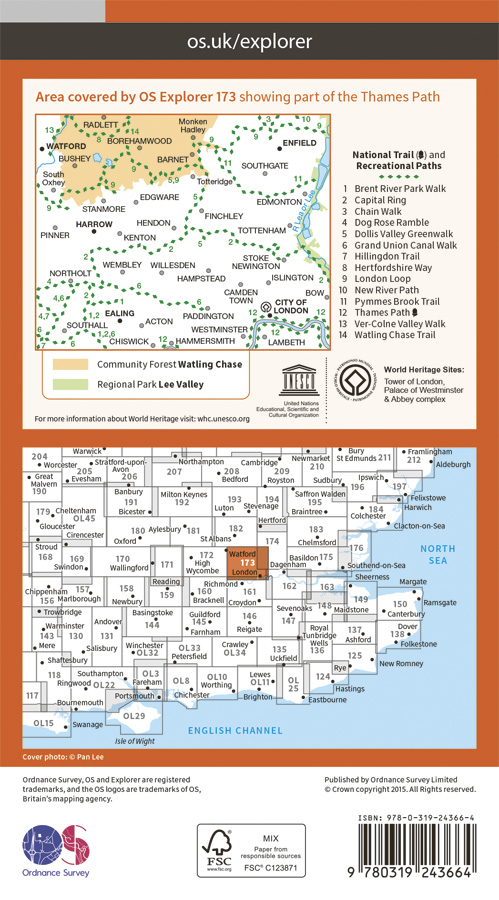 os.uk/explorer
Area covered by OS Explorer 173 showing part of the Thames Path
RADLETT
Monken
Hadley
3
10
9
13
14
WATFORD
BOREHAMWOOD
ENFIELD
BUSHEY
BARNET
9
11
SOUTHGATE
South
Oxhey
5,9
Totteridge
11
9
STANMORE
EDGWARE
EDMONTON
R Lea or Lee
PINNER
HARROW
HENDON
FINCHLEY
KENTON
2
5
TOTTENHAM
2
WEMBLEY
WILLESDEN
STOKE
NEWINGTON
7
NORTHOLT
HAMPSTEAD
ISLINGTON
2
4
CAMDEN
TOWN
BOW
4,6
2
1
6
PADDINGTON
CITY OF
LONDON
EALING
ACTON
4,7
6
SOUTHALL
1,2,6
WESTMINSTER
12
12
CHISWICK
12
HAMMERSMITH
LAMBETH
National Trail and
Recreational Paths
1 Brent River Park Walk
2 Capital Ring
3 Chain Walk
4 Dog Rose Ramble
5 Dollis Valley Greenwalk
6 Grand Union Canal Walk
7 Hillingdon Trail
8 Hertfordshire Way
9 London Loop
10 New River Path
11 Pymmes Brook Trail
12 Thames Path
13 Ver-Colne Valley Walk
14 Watling Chase Trail
Community Forest Watling Chase
Regional Park Lee Valley
UNESCO
United Nations
Educational, Scientific and
Cultural Organization
World Heritage Sites:
Tower of London,
Palace of Westminster
& Abbey complex
For more information about World Heritage visit: whc.unesco.org
Warwick
204
Worcester
205
Stratford-upon-
Avon
206
207
Northampton
208
Cambridge
209
Newmarket
210
Bury
St Edmunds
211
Framlingham
212
Aldeburgh
Great
Malvern
190
Evesham
Banbury
191
Milton Keynes
192
Bedford
Royston
Sudbury
196
Ipswich
197
Felixstowe
193
194
Saffron Walden
195
179
Cheltenham
OL45
Bicester
Luton
Stevenage
Braintree
184
Colchester
Harwich
Clacton-on-Sea
Gloucester
Cirencester
180
Oxford
Aylesbury
181
182
St Albans
Hertford
174
183
Chelmsford
Stroud
168
169
Swindon
170
Wallingford
171
172
High
Wycombe
Watford
173
London
Basildon
175
176
Southend-on-Sea
NORTH
SEA
Dagenham
Chippenham
156
157
Marlborough
158
Newbury
Reading
159
160
Bracknell
Richmond
161
Croydon
162
163
Sheerness
Margate
Trowbridge
Basingstoke
144
Guildford
145
Farnham
146
Reigate
Sevenoaks
147
148
Maidstone
149
150
Canterbury
Ramsgate
Warminster
143
Mere
130
Salisbury
Andover
131
Winchester
OL32
OL33
Petersfield
Crawley
OL34
135
Uckfield
Royal
Tunbridge
Wells
136
137
Ashford
Dover
138
Folkestone
Shaftesbury
118
Ringwood
Southampton
OL22
OL3
Fareham
OL8
Chichester
OL10
Worthing
Lewes
OL11
Brighton
OL
25
124
Rye
125
New Romney
Hastings
Eastbourne
117
Bournemouth
Portsmouth
OL15
Swanage
OL29
Isle of Wight
ENGLISH CHANNEL
Cover photo: © Pan Lee
Ordnance Survey, OS and Explorer are registered
trademarks, and the OS logos are trademarks of OS,
Britain's mapping agency.
Published by Ordnance Survey Limited
© Crown copyright 2015. All Rights reserved.
OS
Ordnance Survey
FSC
www.fsc.org
MIX
Paper from
responsible sources
FSC® C123871
ISBN: 978-0-319-24366-4
9 780319 243664